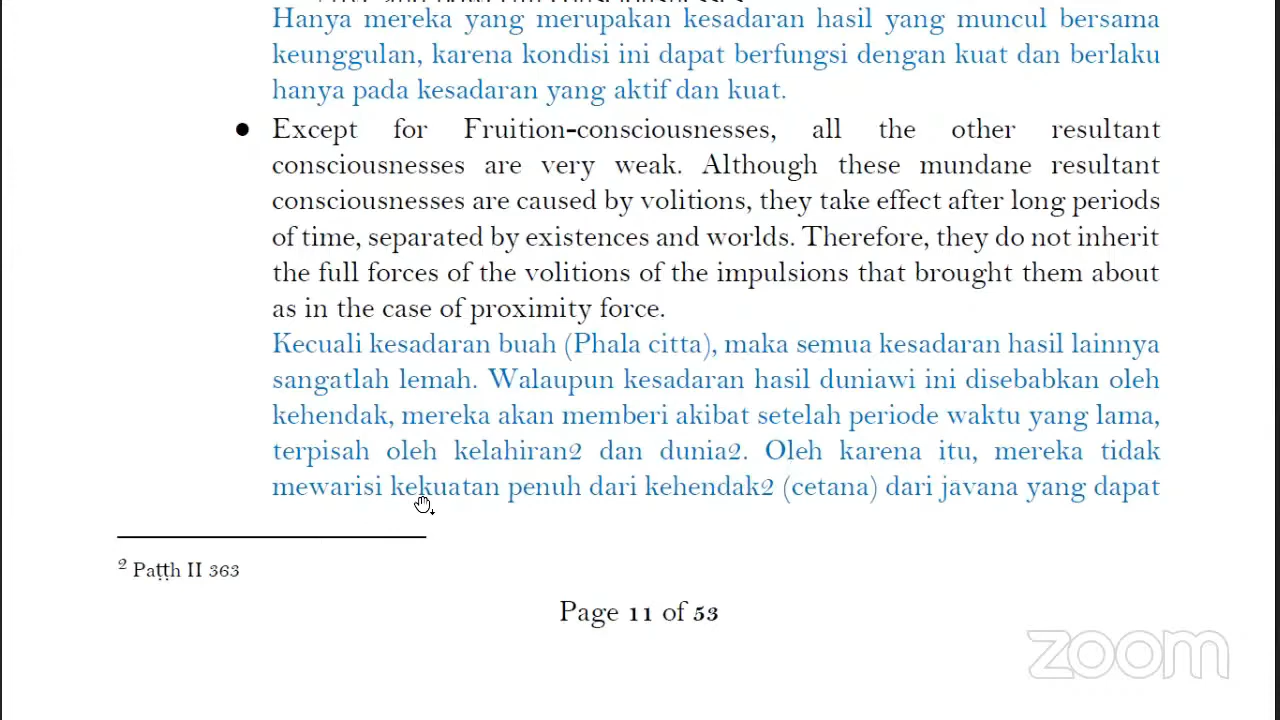 Hanya mereka yang merupakan kesadaran hasil yang muncul bersama
keunggulan, karena kondisi ini dapat berfungsi dengan kuat dan berlaku
hanya pada kesadaran yang aktif dan kuat.
● Except for Fruition-consciousnesses, all the other resultant
consciousnesses are very weak. Although these mundane resultant
consciousnesses are caused by volitions, they take effect after long periods
of time, separated by existences and worlds. Therefore, they do not inherit
the full forces of the volitions of the impulsions that brought them about
as in the case of proximity force.
Kecuali kesadaran buah (Phala citta), maka semua kesadaran hasil lainnya
sangatlah lemah. Walaupun kesadaran hasil duniawi ini disebabkan oleh
kehendak, mereka akan memberi akibat setelah periode waktu yang lama,
terpisah oleh kelahiran2 dan dunia2. Oleh karena itu, mereka tidak
mewarisi kekuatan penuh dari kehendak2 (cetana) dari javana yang dapat
2 Paṭṭh II 363
Page 11 of 53
zoom